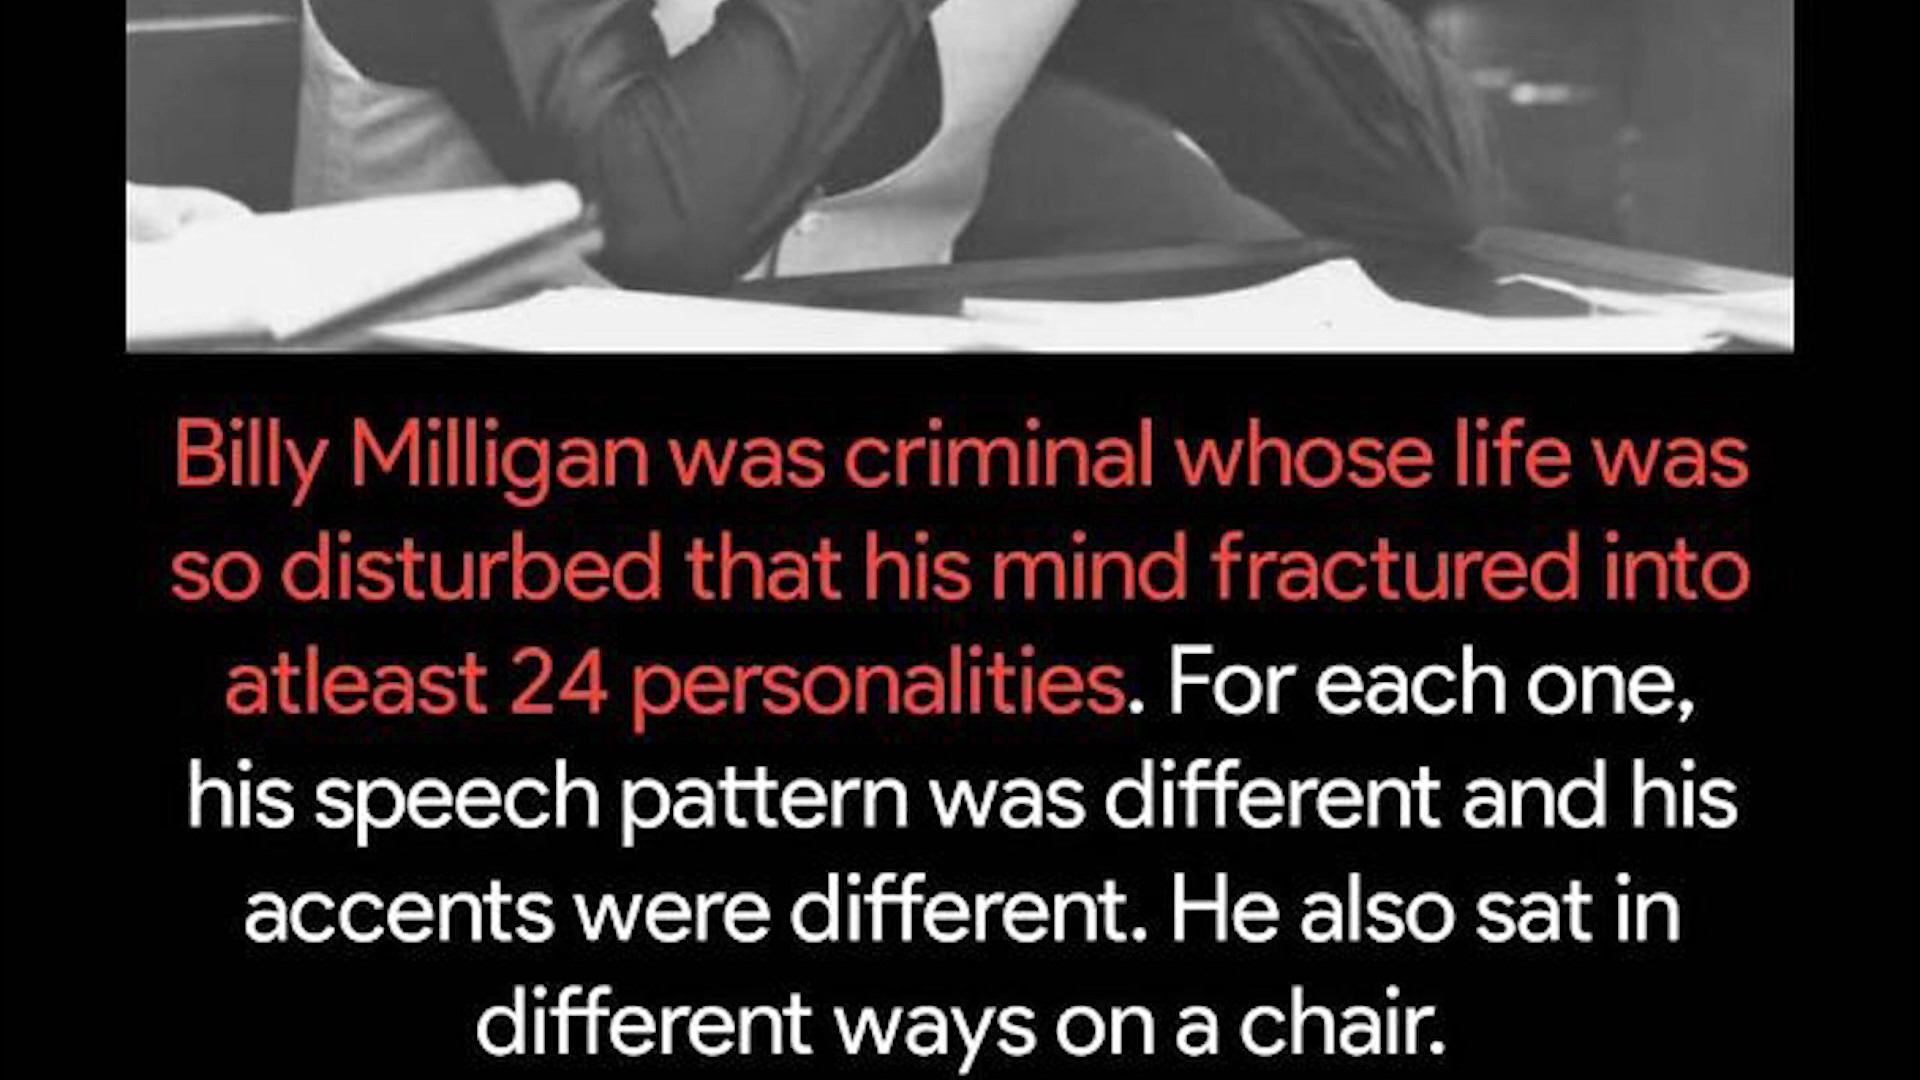 Billy Milligan was criminal whose life was
so disturbed that his mind fractured into
atleast 24 personalities. For each one,
his speech pattern was different and his
accents were different. He also sat in
different ways on a chair.